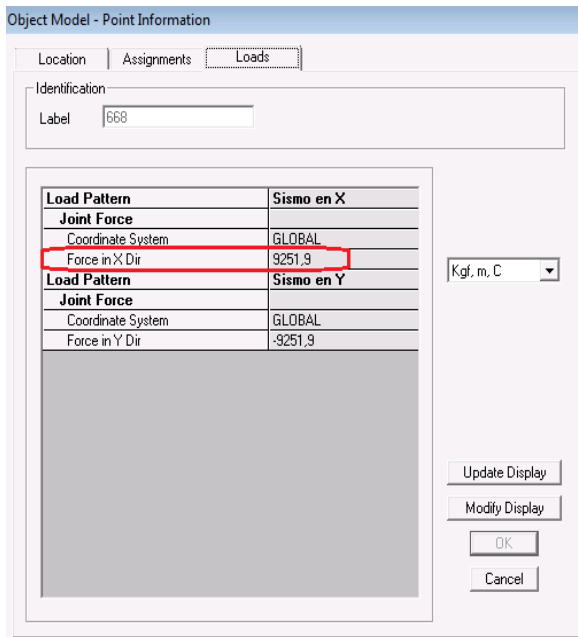 Object Model - Point Information
Location Assignments Loads
Identification
Label 668
Load Pattern Sismo en X
Joint Force
Coordinate System GLOBAL
Force in X Dir 9251,9
Load Pattern Sismo en Y
Joint Force
Coordinate System GLOBAL
Force in Y Dir -9251,9
Kgf, m, C
Update Display
Modify Display
OK
Cancel